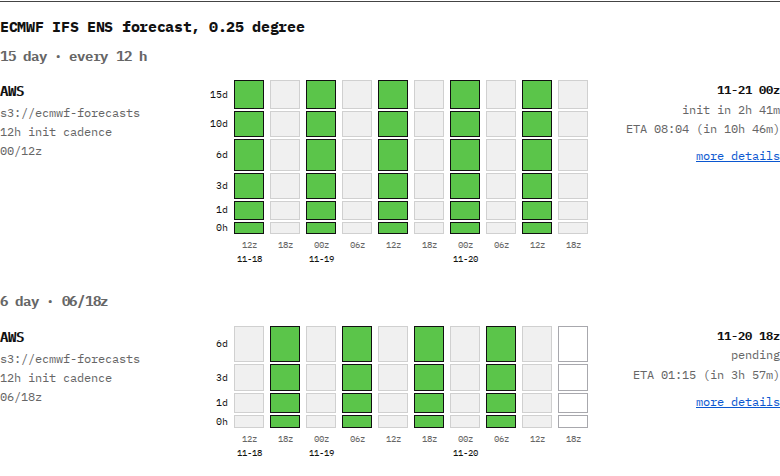 ECMWF IFS ENS forecast, 0.25 degree
15 day · every 12 h
AWS
s3://ecmwf-forecasts
12h init cadence
00/12z
15d
10d
6d
3d
1d
0h
12z 18z 00z 06z 12z 18z 00z 06z 12z 18z
11-18 11-19 11-20
11-21 00z
init in 2h 41m
ETA 08:04 (in 10h 46m)
more details
6 day · 06/18z
AWS
s3://ecmwf-forecasts
12h init cadence
06/18z
6d
3d
1d
0h
12z 18z 00z 06z 12z 18z 00z 06z 12z 18z
11-18 11-19 11-20
11-20 18z
pending
ETA 01:15 (in 3h 57m)
more details